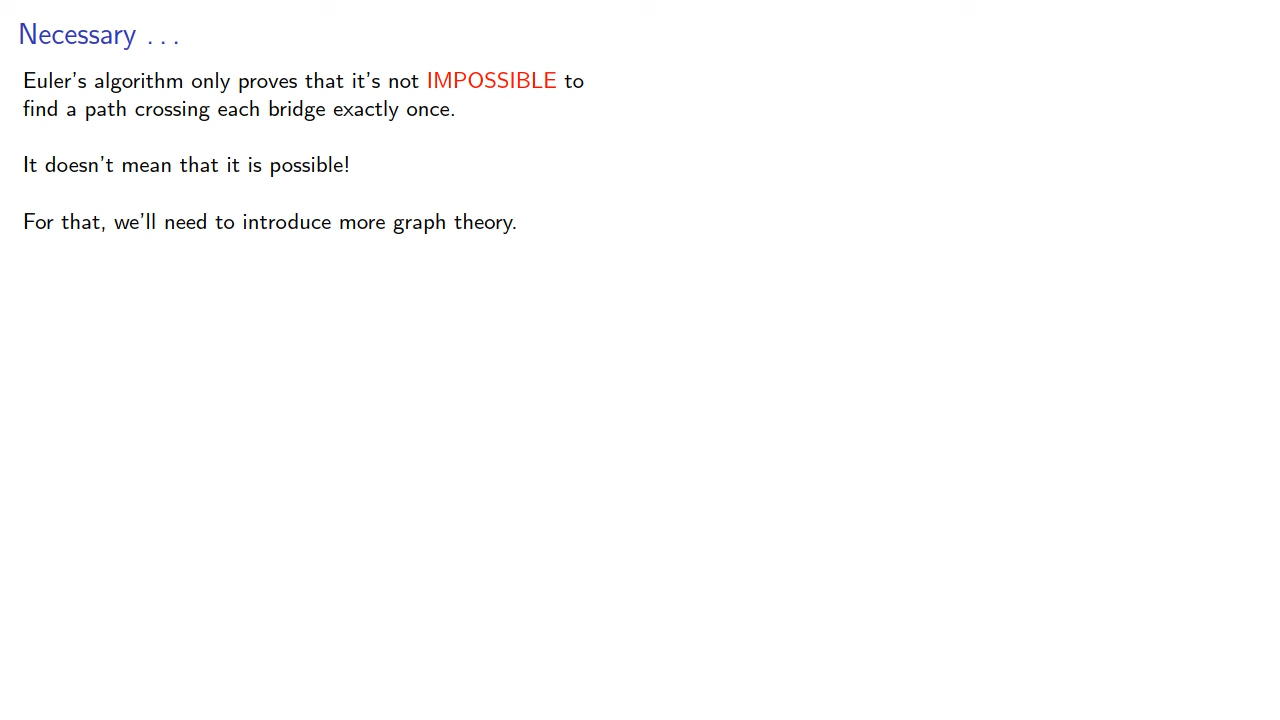 Necessary . . .
Euler's algorithm only proves that it's not IMPOSSIBLE to
find a path crossing each bridge exactly once.
It doesn't mean that it is possible!
For that, we'll need to introduce more graph theory.